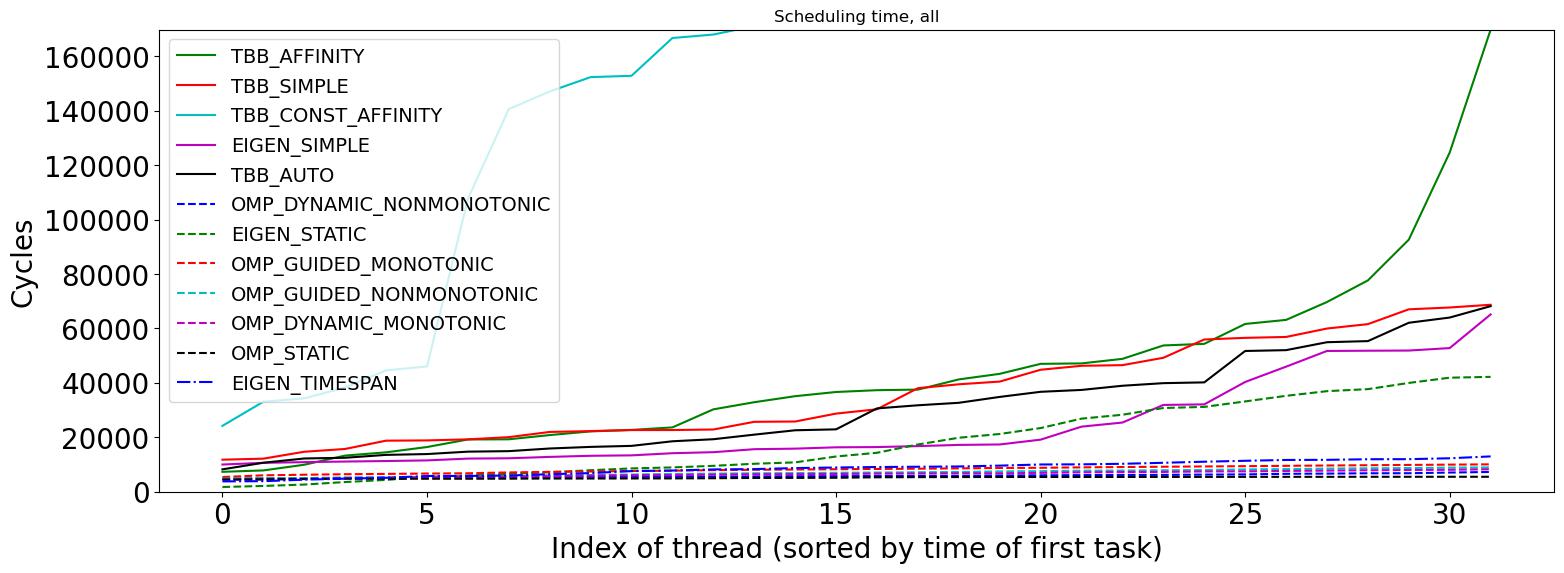 Scheduling time, all
Cycles
160000
140000
120000
100000
80000
60000
40000
20000
0
TBB_AFFINITY
TBB_SIMPLE
TBB_CONST_AFFINITY
EIGEN_SIMPLE
TBB_AUTO
OMP_DYNAMIC_NONMONOTONIC
EIGEN_STATIC
OMP_GUIDED_MONOTONIC
OMP_GUIDED_NONMONOTONIC
OMP_DYNAMIC_MONOTONIC
OMP_STATIC
EIGEN_TIMESPAN
0 5 10 15 20 25 30
Index of thread (sorted by time of first task)